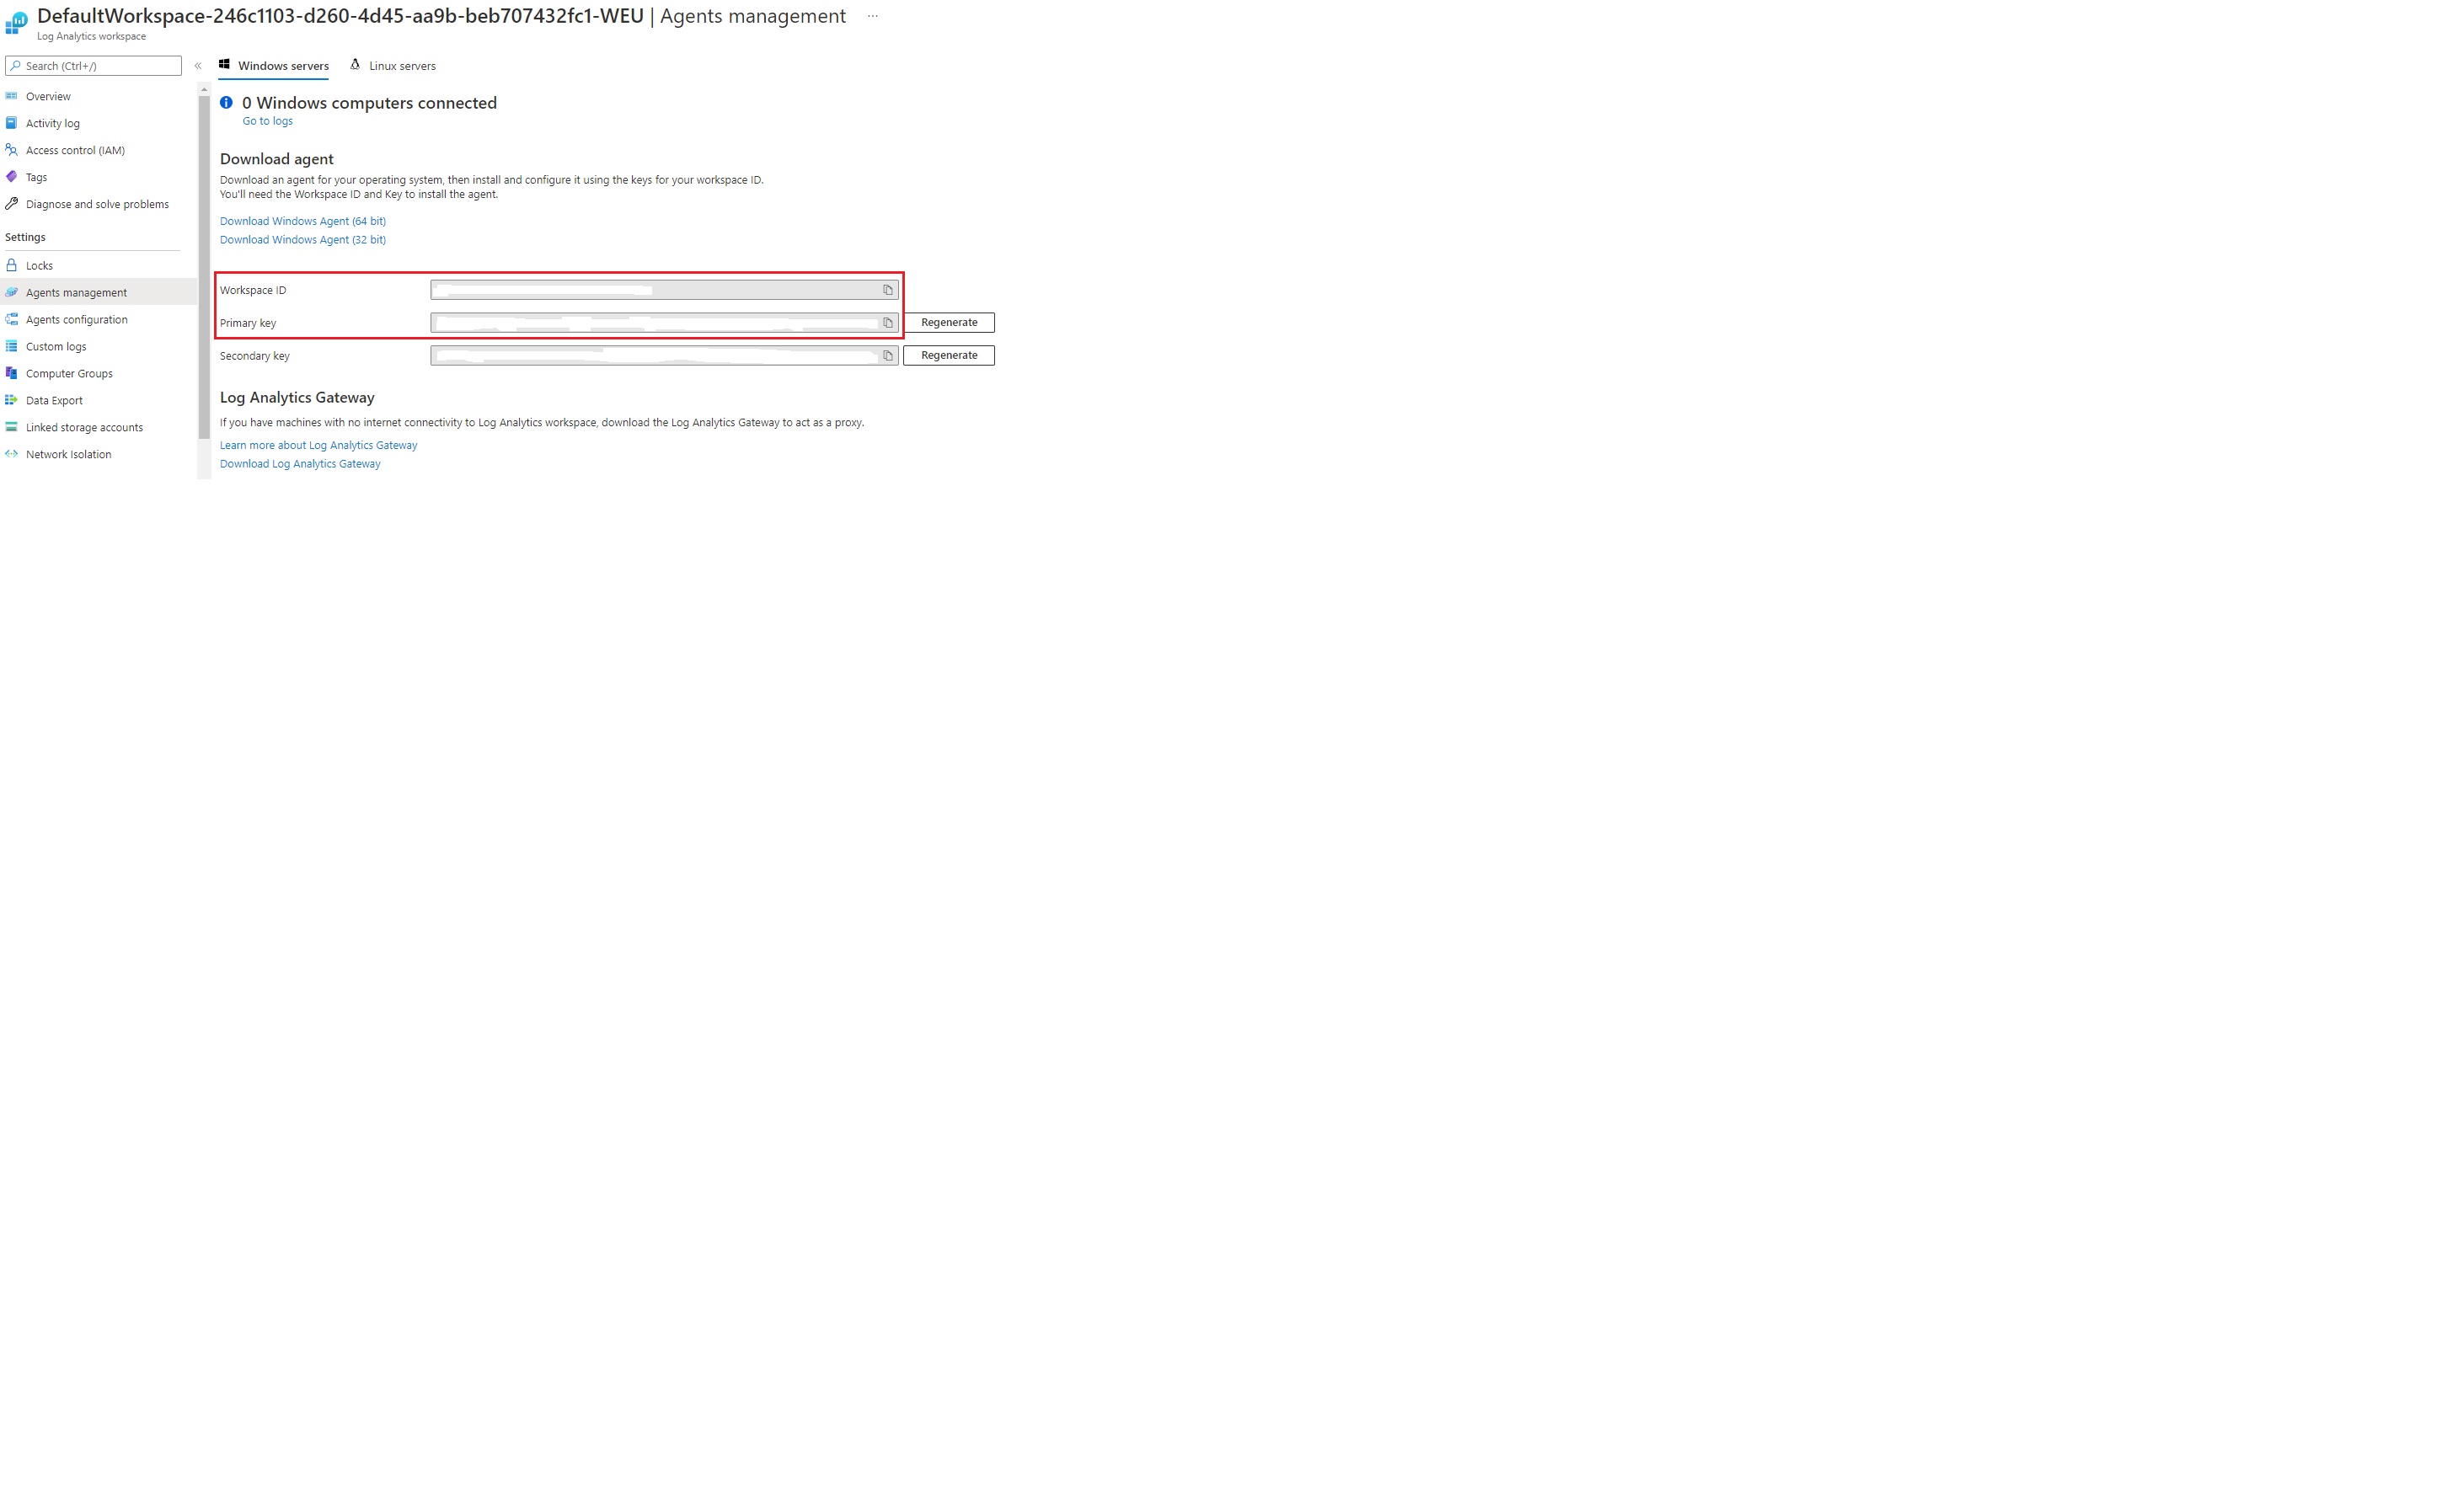 DefaultWorkspace-246c1103-d260-4d45-aa9b-beb707432fc1-WEU | Agents management ...
Log Analytics workspace
Search (Ctrl+/)
«
Overview
Activity log
Access control (IAM)
Tags
Diagnose and solve problems
Settings
Locks
Agents management
Agents configuration
Custom logs
Computer Groups
Data Export
Linked storage accounts
Network Isolation
Windows servers
Linux servers
0 Windows computers connected
Go to logs
Download agent
Download an agent for your operating system, then install and configure it using the keys for your workspace ID.
You'll need the Workspace ID and Key to install the agent.
Download Windows Agent (64 bit)
Download Windows Agent (32 bit)
Workspace ID
Primary key
Regenerate
Secondary key
Regenerate
Log Analytics Gateway
If you have machines with no internet connectivity to Log Analytics workspace, download the Log Analytics Gateway to act as a proxy.
Learn more about Log Analytics Gateway
Download Log Analytics Gateway